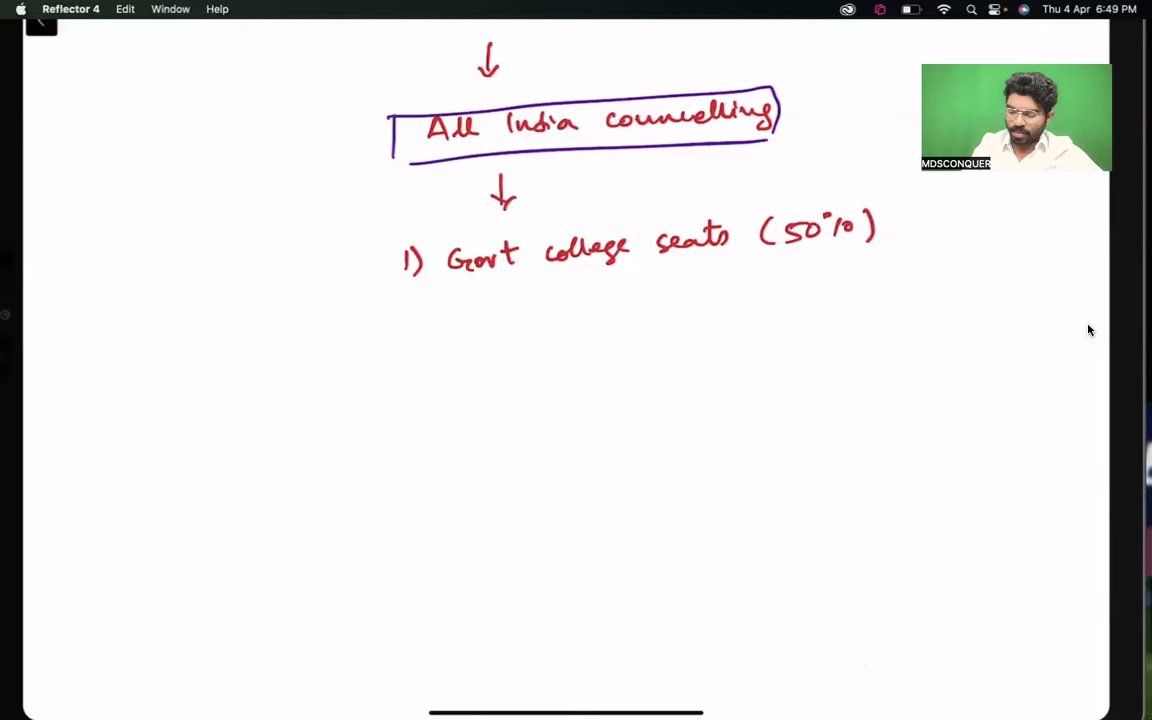 Reflector 4 Edit Window Help Thu 4 Apr 6:49 PM
All India councelling
MDSCONQUER
1) Govt college seats (50%)